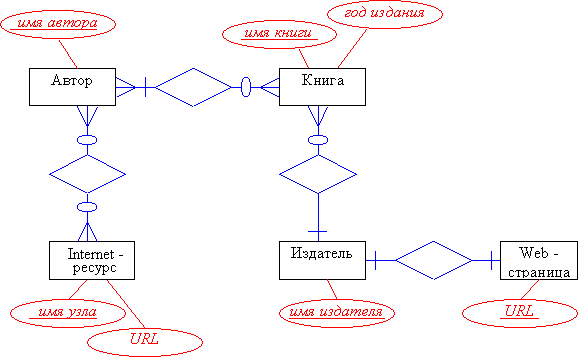 имя автора
имя книги
год издания
Автор
Книга
Internet -
ресурс
Издатель
Web -
страница
имя узла
URL
имя издателя
URL